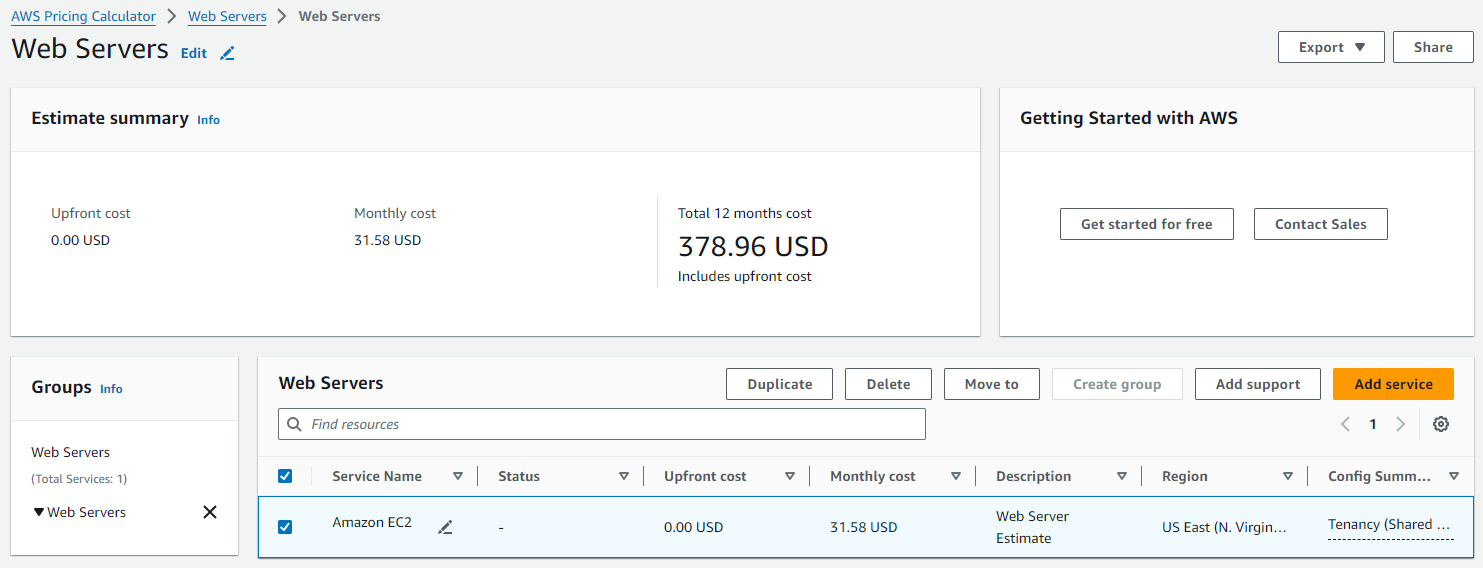 AWS Pricing Calculator > Web Servers > Web Servers
Web Servers Edit
Export ▼ Share
Estimate summary Info
Getting Started with AWS
Upfront cost
0.00 USD
Monthly cost
31.58 USD
Total 12 months cost
378.96 USD
Includes upfront cost
Get started for free Contact Sales
Groups Info
Web Servers
(Total Services: 1)
▼ Web Servers
Web Servers
Duplicate Delete Move to Create group Add support Add service
Find resources
< 1 >
Service Name Status Upfront cost Monthly cost Description Region Config Summ...
Amazon EC2 - 0.00 USD 31.58 USD Web Server Estimate US East (N. Virgin... Tenancy (Shared ...